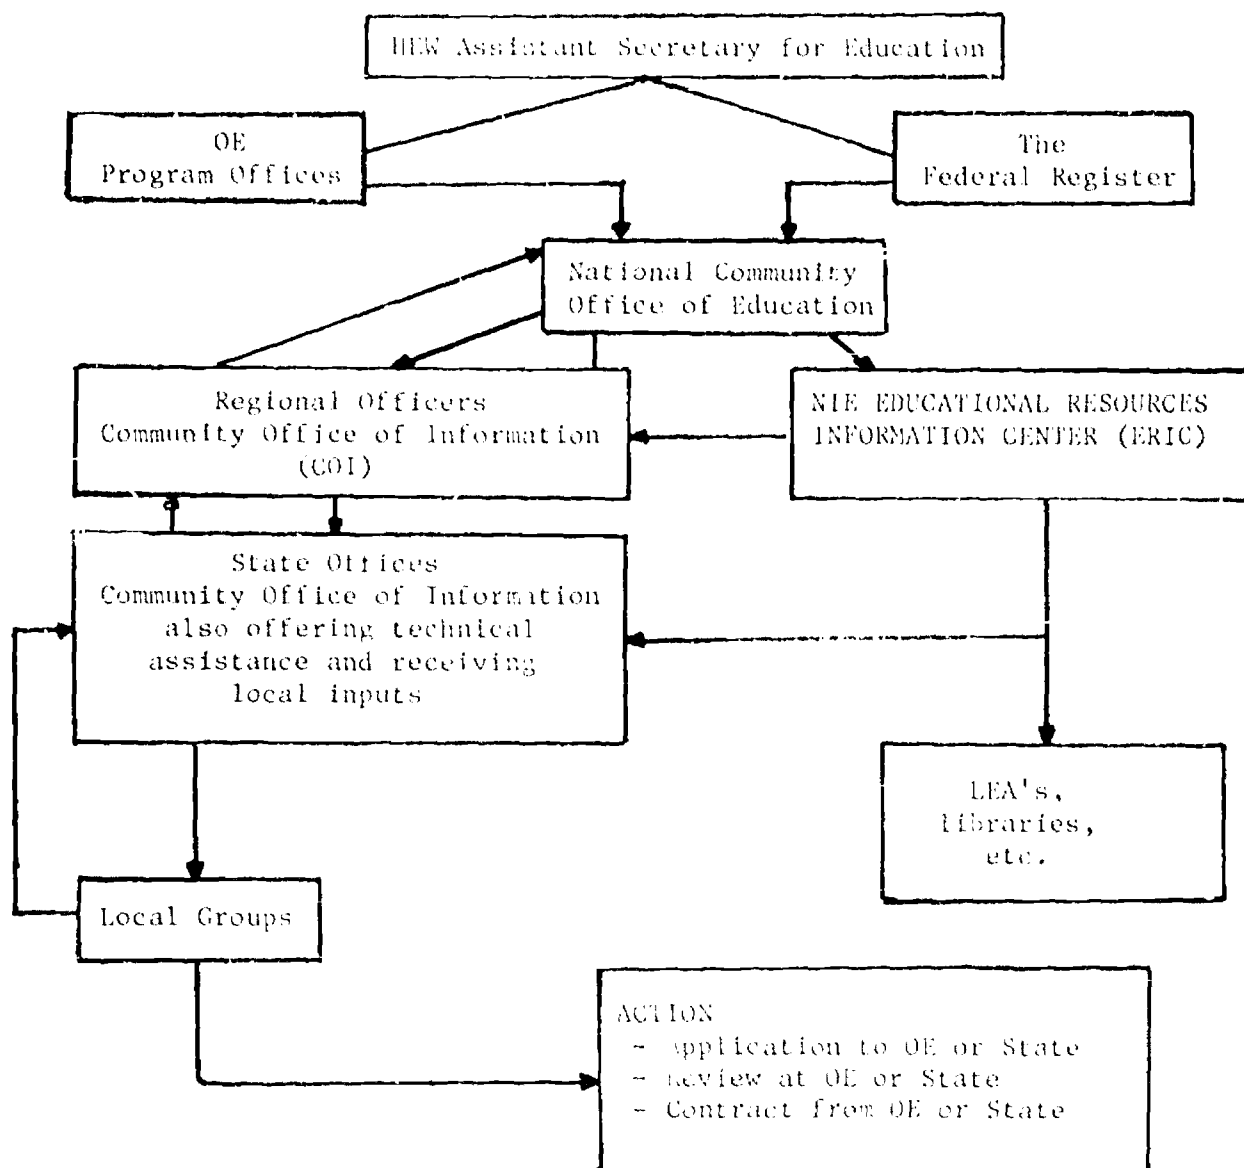 HEW Assistant Secretary for Education
OE
Program Offices
The
Federal Register
National Community
Office of Education
Regional Officers
Community Office of Information
(COI)
NIE EDUCATIONAL RESOURCES
INFORMATION CENTER (ERIC)
State Offices
Community Office of Information
also offering technical
assistance and receiving
local inputs
LEA's,
libraries,
etc.
Local Groups
ACTION
- Application to OE or State
- Review at OE or State
- Contract from OE or State